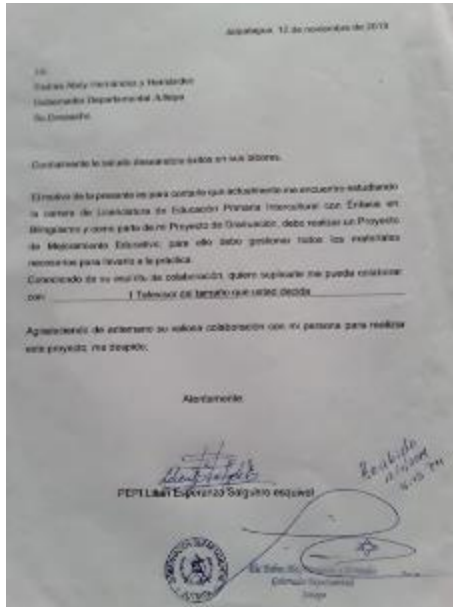 12 de noviembre de 2019
Hernández y Hernández
Gobernador Departamental
Su Despacho
Cordialmente le saludo deseándole éxitos en sus labores.
El motivo de la presente es para contarle que actualmente me encuentro estudiando
la carrera de Licenciatura de Educación Primaria Intercultural con Énfasis en
Bilingüismo y como parte de mi Proyecto de Graduación, debo realizar un Proyecto
de Mejoramiento Educativo, para ello debo gestionar todos los materiales
necesarios para llevarlo a la práctica.
Conociendo de su espíritu de colaboración, quiero suplicarle me pueda colaborar
con: 1 Televisor del tamaño que usted decida
Agradeciendo de antemano su valiosa colaboración con mi persona para realizar
este proyecto, me despido;
Atentamente:
Recibido
PEPI Lilian Esperanza Salguero esquivel